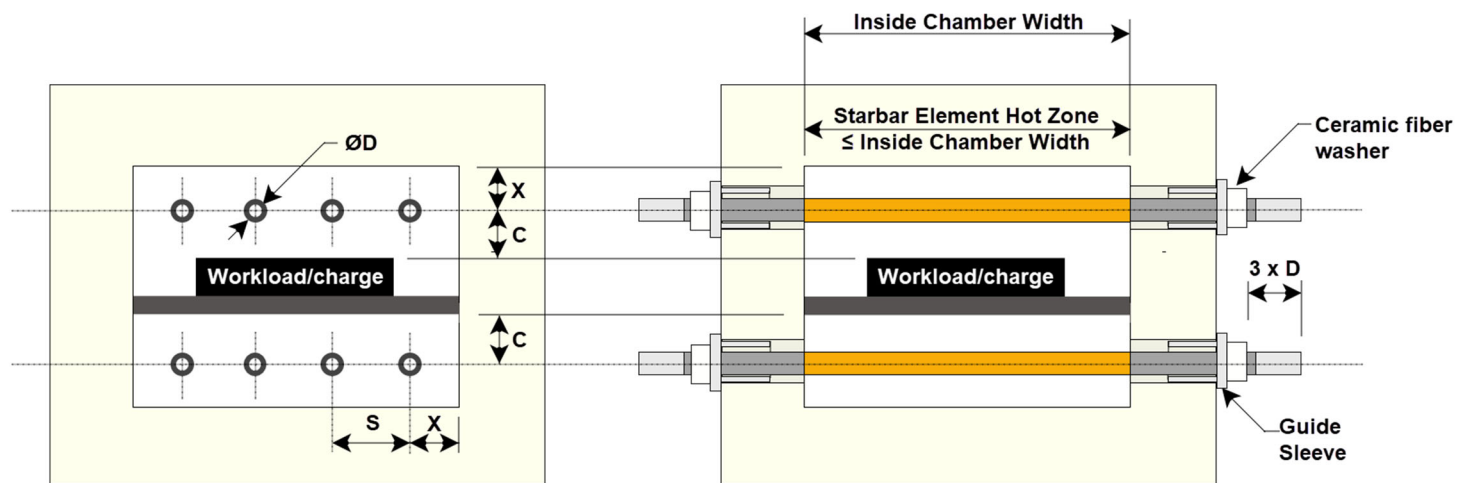 Inside Chamber Width
Starbar Element Hot Zone
≤ Inside Chamber Width
Ceramic fiber
washer
ØD
X
C
Workload/charge
Workload/charge
3 x D
C
S
X
Guide
Sleeve